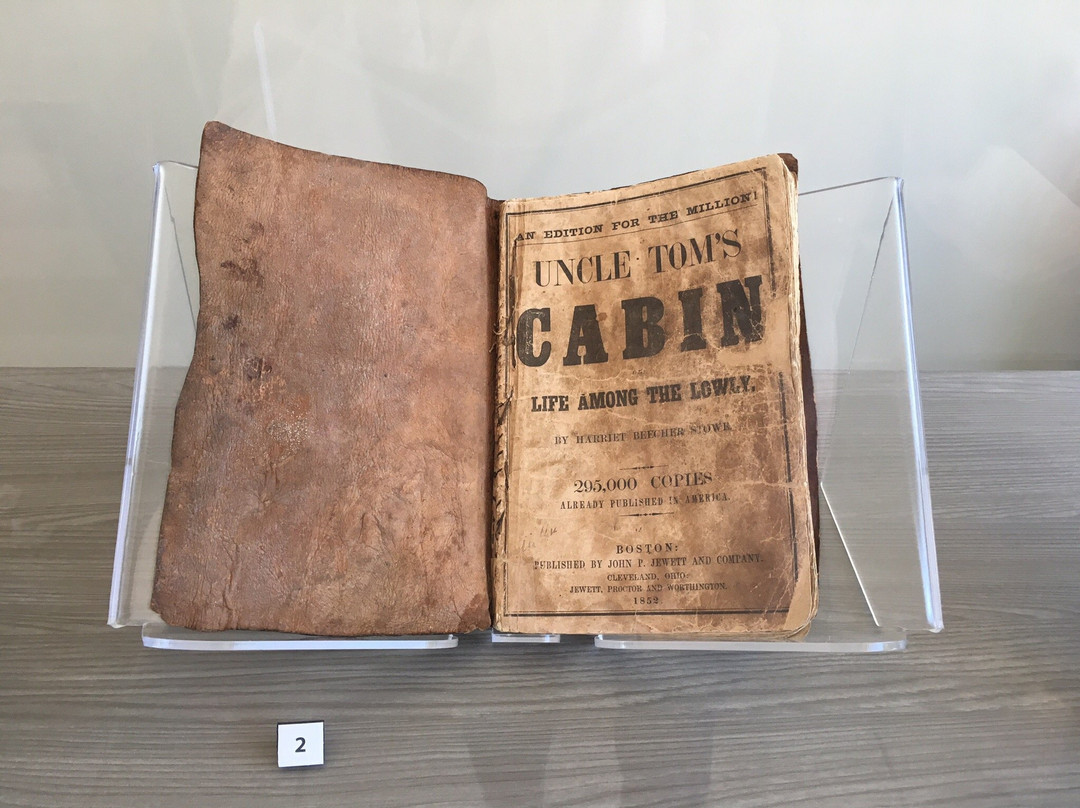 AN EDITION FOR THE MILLION!
UNCLE TOM'S
CABIN
OR
LIFE AMONG THE LOWLY.
BY HARRIET BEECHER STOWE
295,000 COPIES
ALREADY PUBLISHED IN AMERICA.
BOSTON:
PUBLISHED BY JOHN P. JEWETT AND COMPANY.
CLEVELAND, OHIO:
JEWETT, PROCTOR AND WORTHINGTON.
1852
2